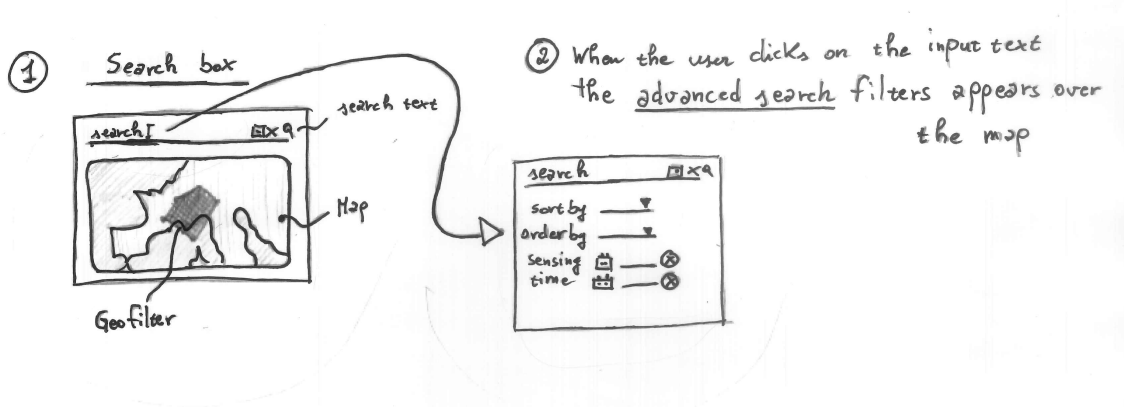 1
Search box
search text
search
Map
Geofilter
2 When the user clicks on the input text
the advanced search filters appears over
the map
search
sort by
order by
sensing
time